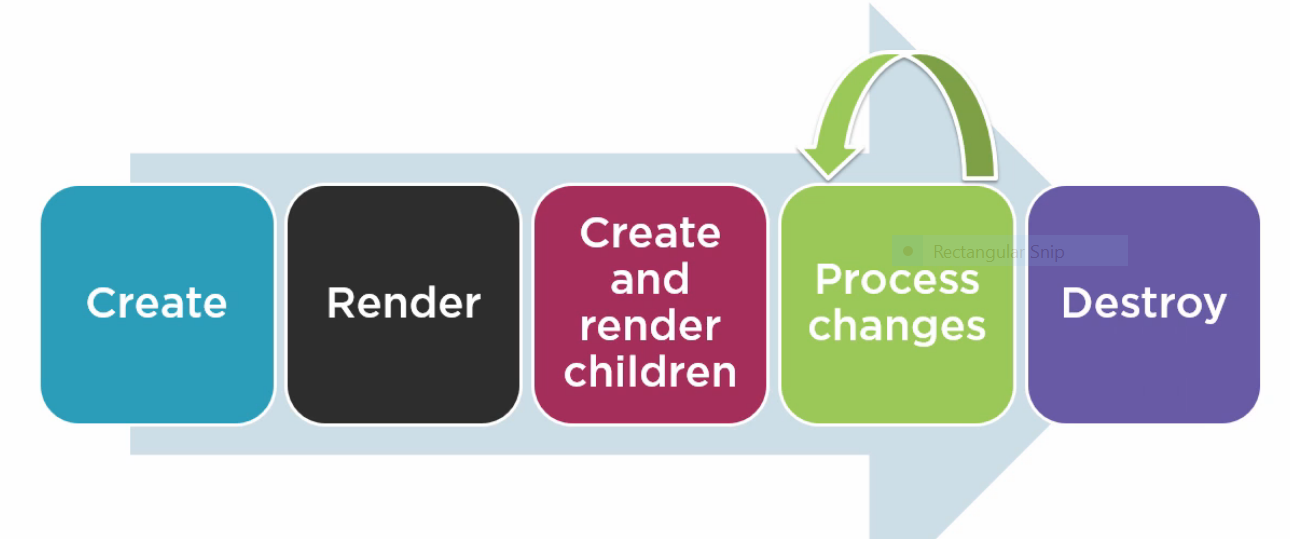 Create
Render
Create
and
render
children
Process
changes
Rectangular Snip
Destroy